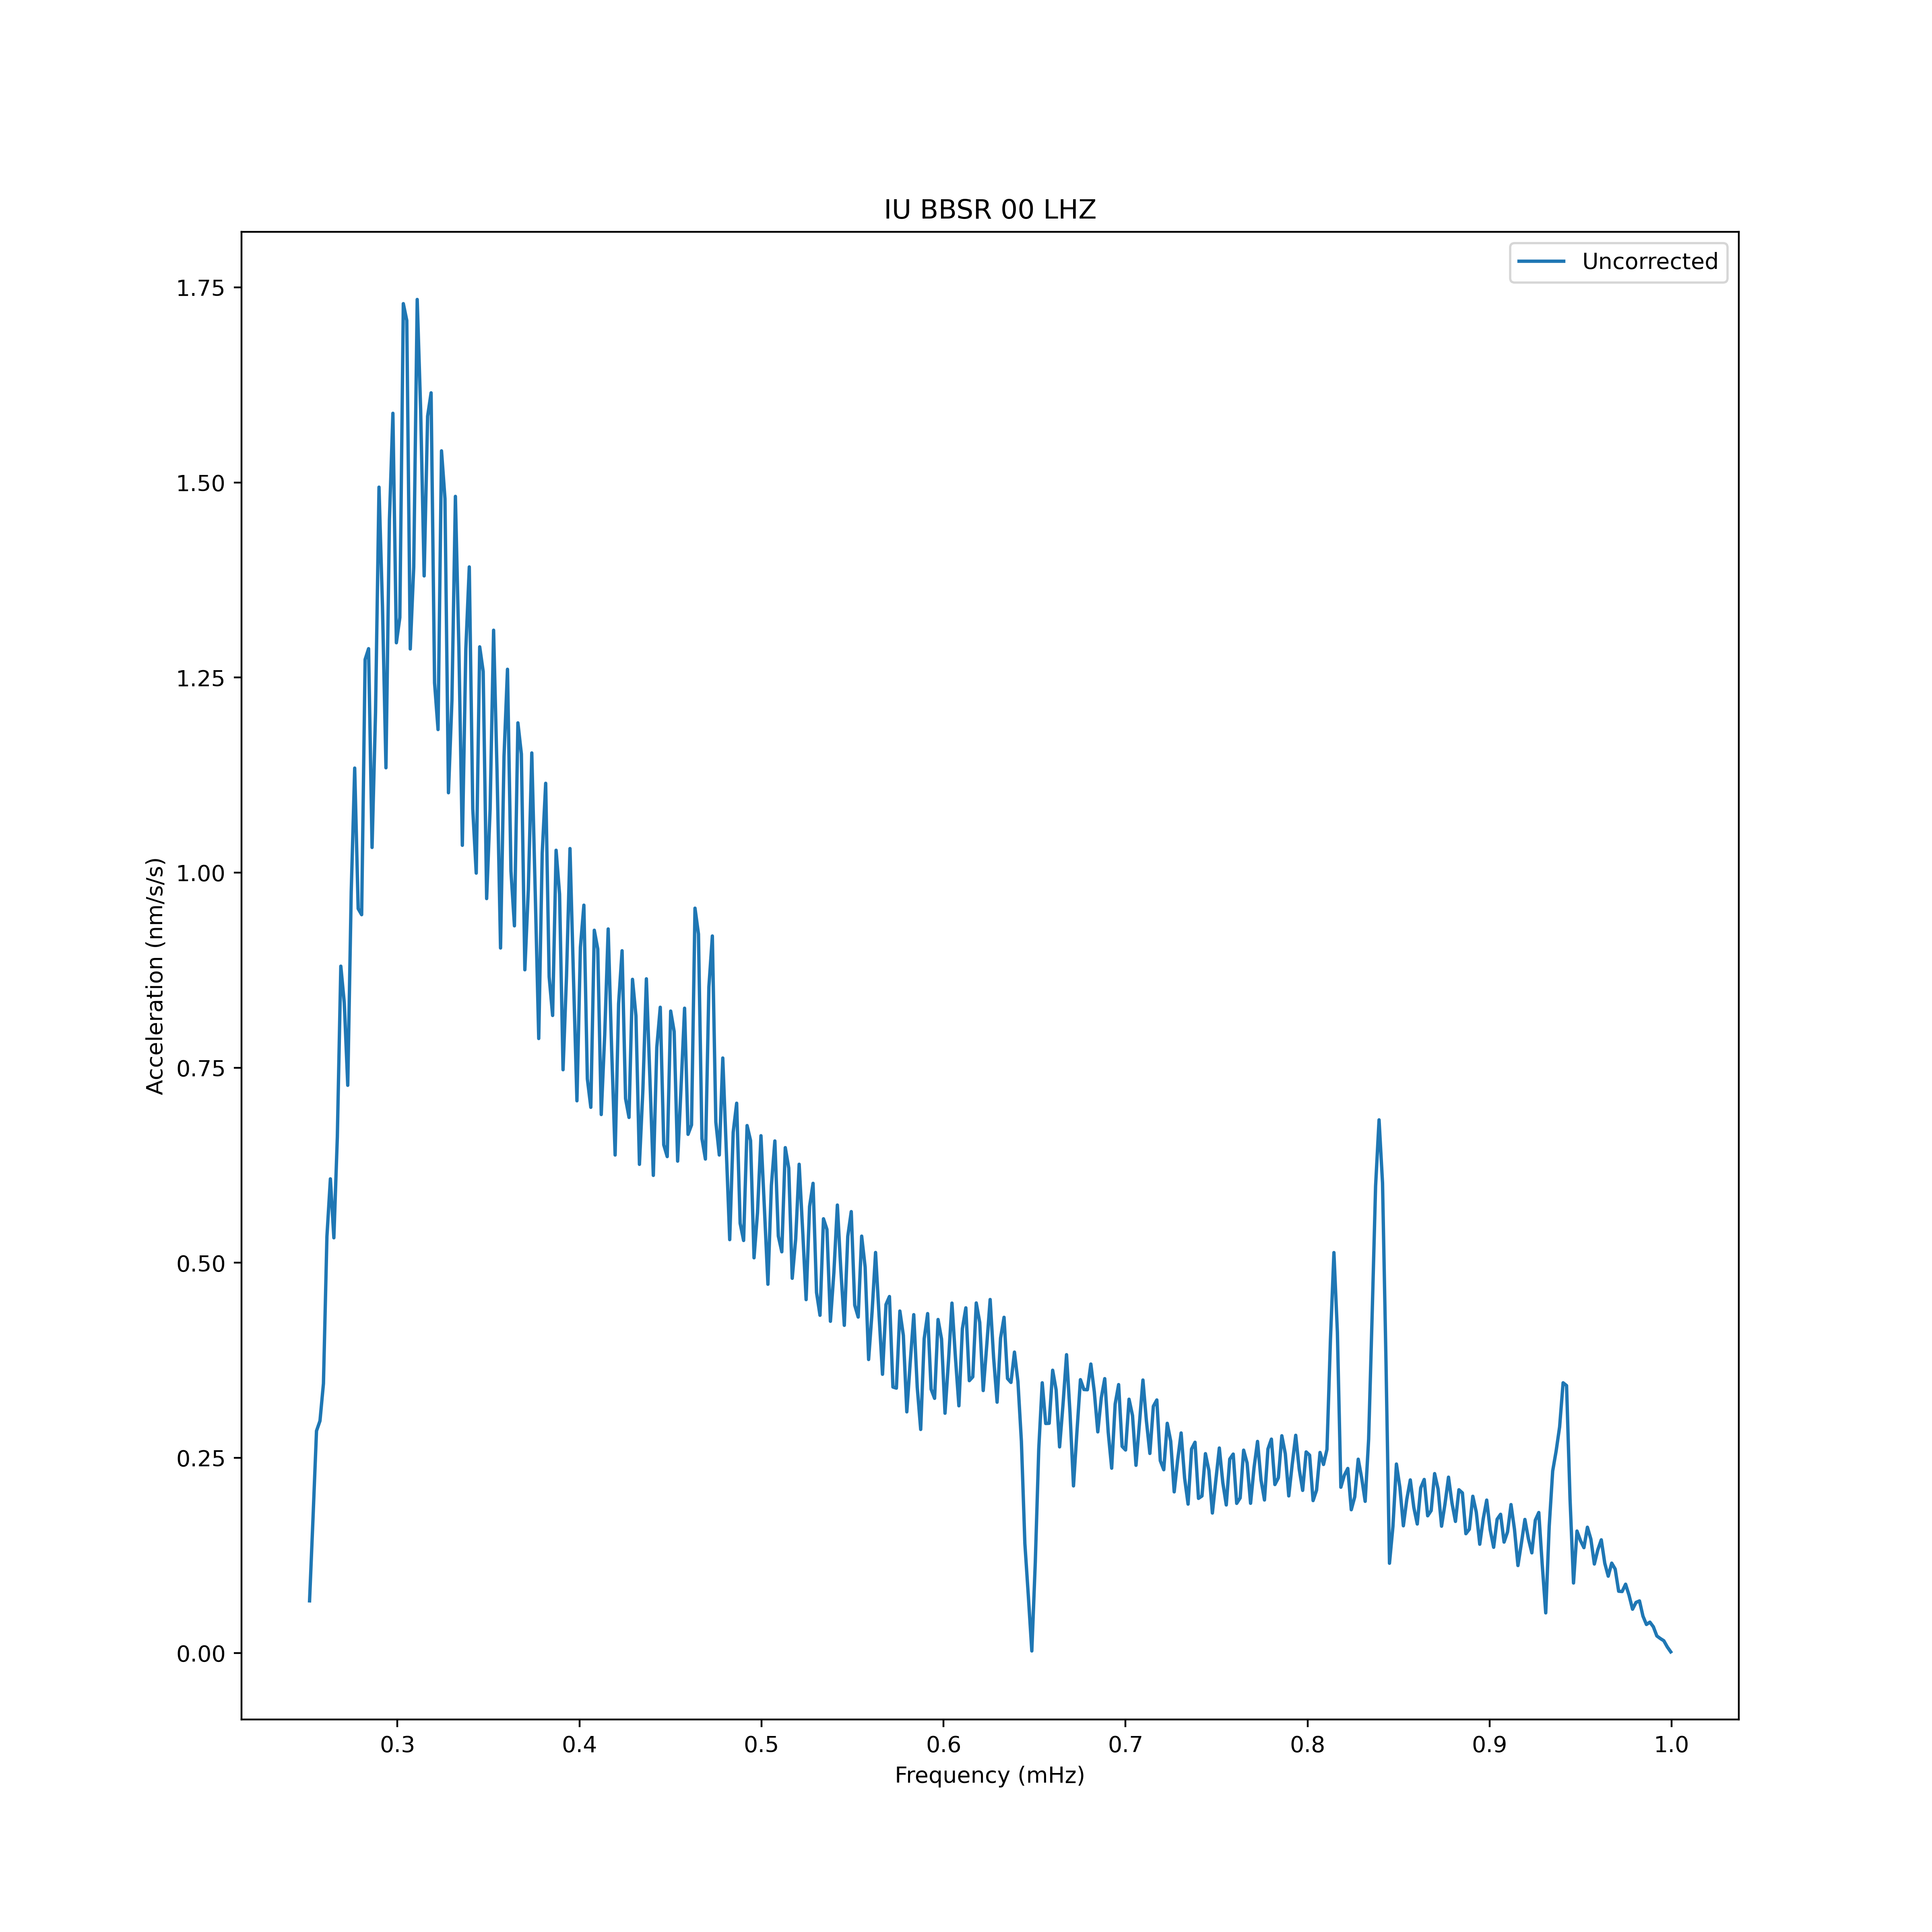 IU BBSR 00 LHZ
Uncorrected
Acceleration (nm/s/s)
1.75
1.50
1.25
1.00
0.75
0.50
0.25
0.00
0.3 0.4 0.5 0.6 0.7 0.8 0.9 1.0
Frequency (mHz)